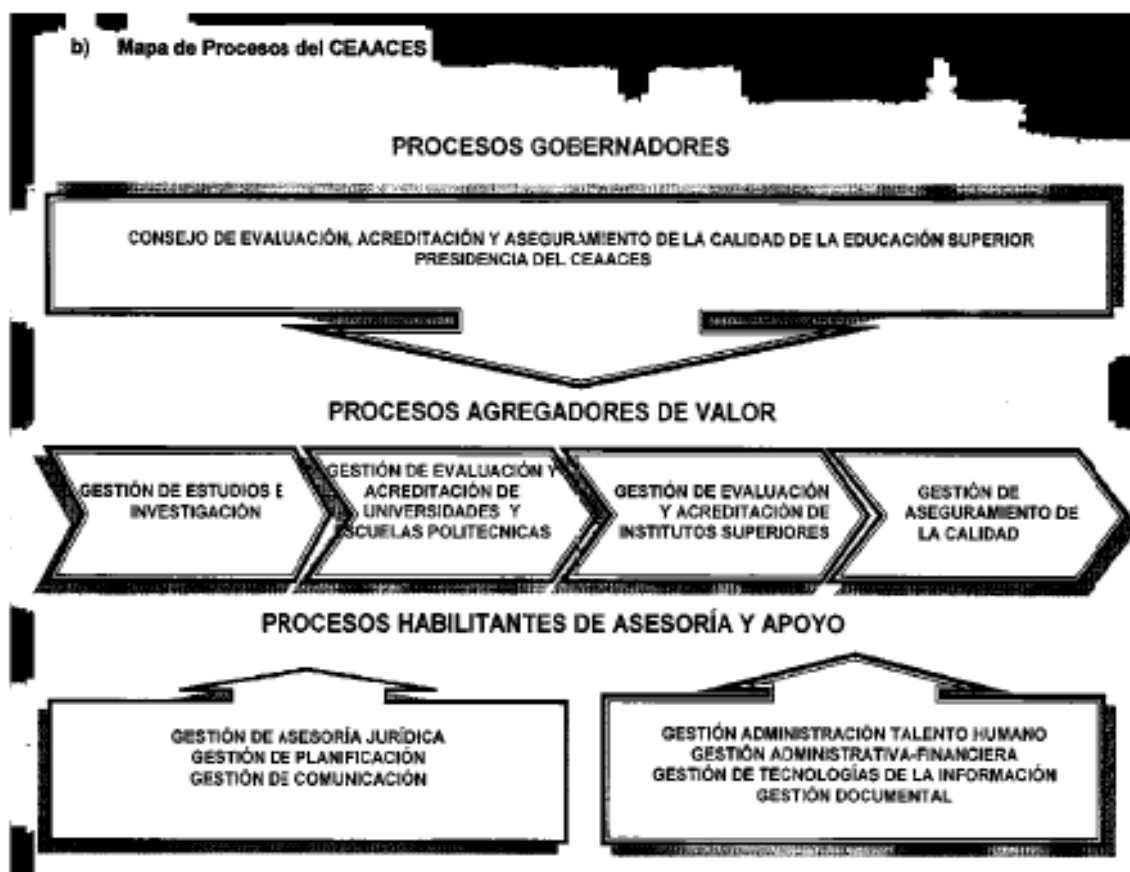 b) Mapa de Procesos del CEAACES
PROCESOS GOBERNADORES
CONSEJO DE EVALUACIÓN, ACREDITACIÓN Y ASEGURAMIENTO DE LA CALIDAD DE LA EDUCACIÓN SUPERIOR
PRESIDENCIA DEL CEAACES
PROCESOS AGREGADORES DE VALOR
GESTIÓN DE ESTUDIOS E
INVESTIGACIÓN
GESTIÓN DE EVALUACIÓN Y
ACREDITACIÓN DE
UNIVERSIDADES Y
ESCUELAS POLITECNICAS
GESTIÓN DE EVALUACIÓN
Y ACREDITACIÓN DE
INSTITUTOS SUPERIORES
GESTIÓN DE
ASEGURAMIENTO DE
LA CALIDAD
PROCESOS HABILITANTES DE ASESORÍA Y APOYO
GESTIÓN DE ASESORÍA JURÍDICA
GESTIÓN DE PLANIFICACIÓN
GESTIÓN DE COMUNICACIÓN
GESTIÓN ADMINISTRACIÓN TALENTO HUMANO
GESTIÓN ADMINISTRATIVA-FINANCIERA
GESTIÓN DE TECNOLOGÍAS DE LA INFORMACIÓN
GESTIÓN DOCUMENTAL